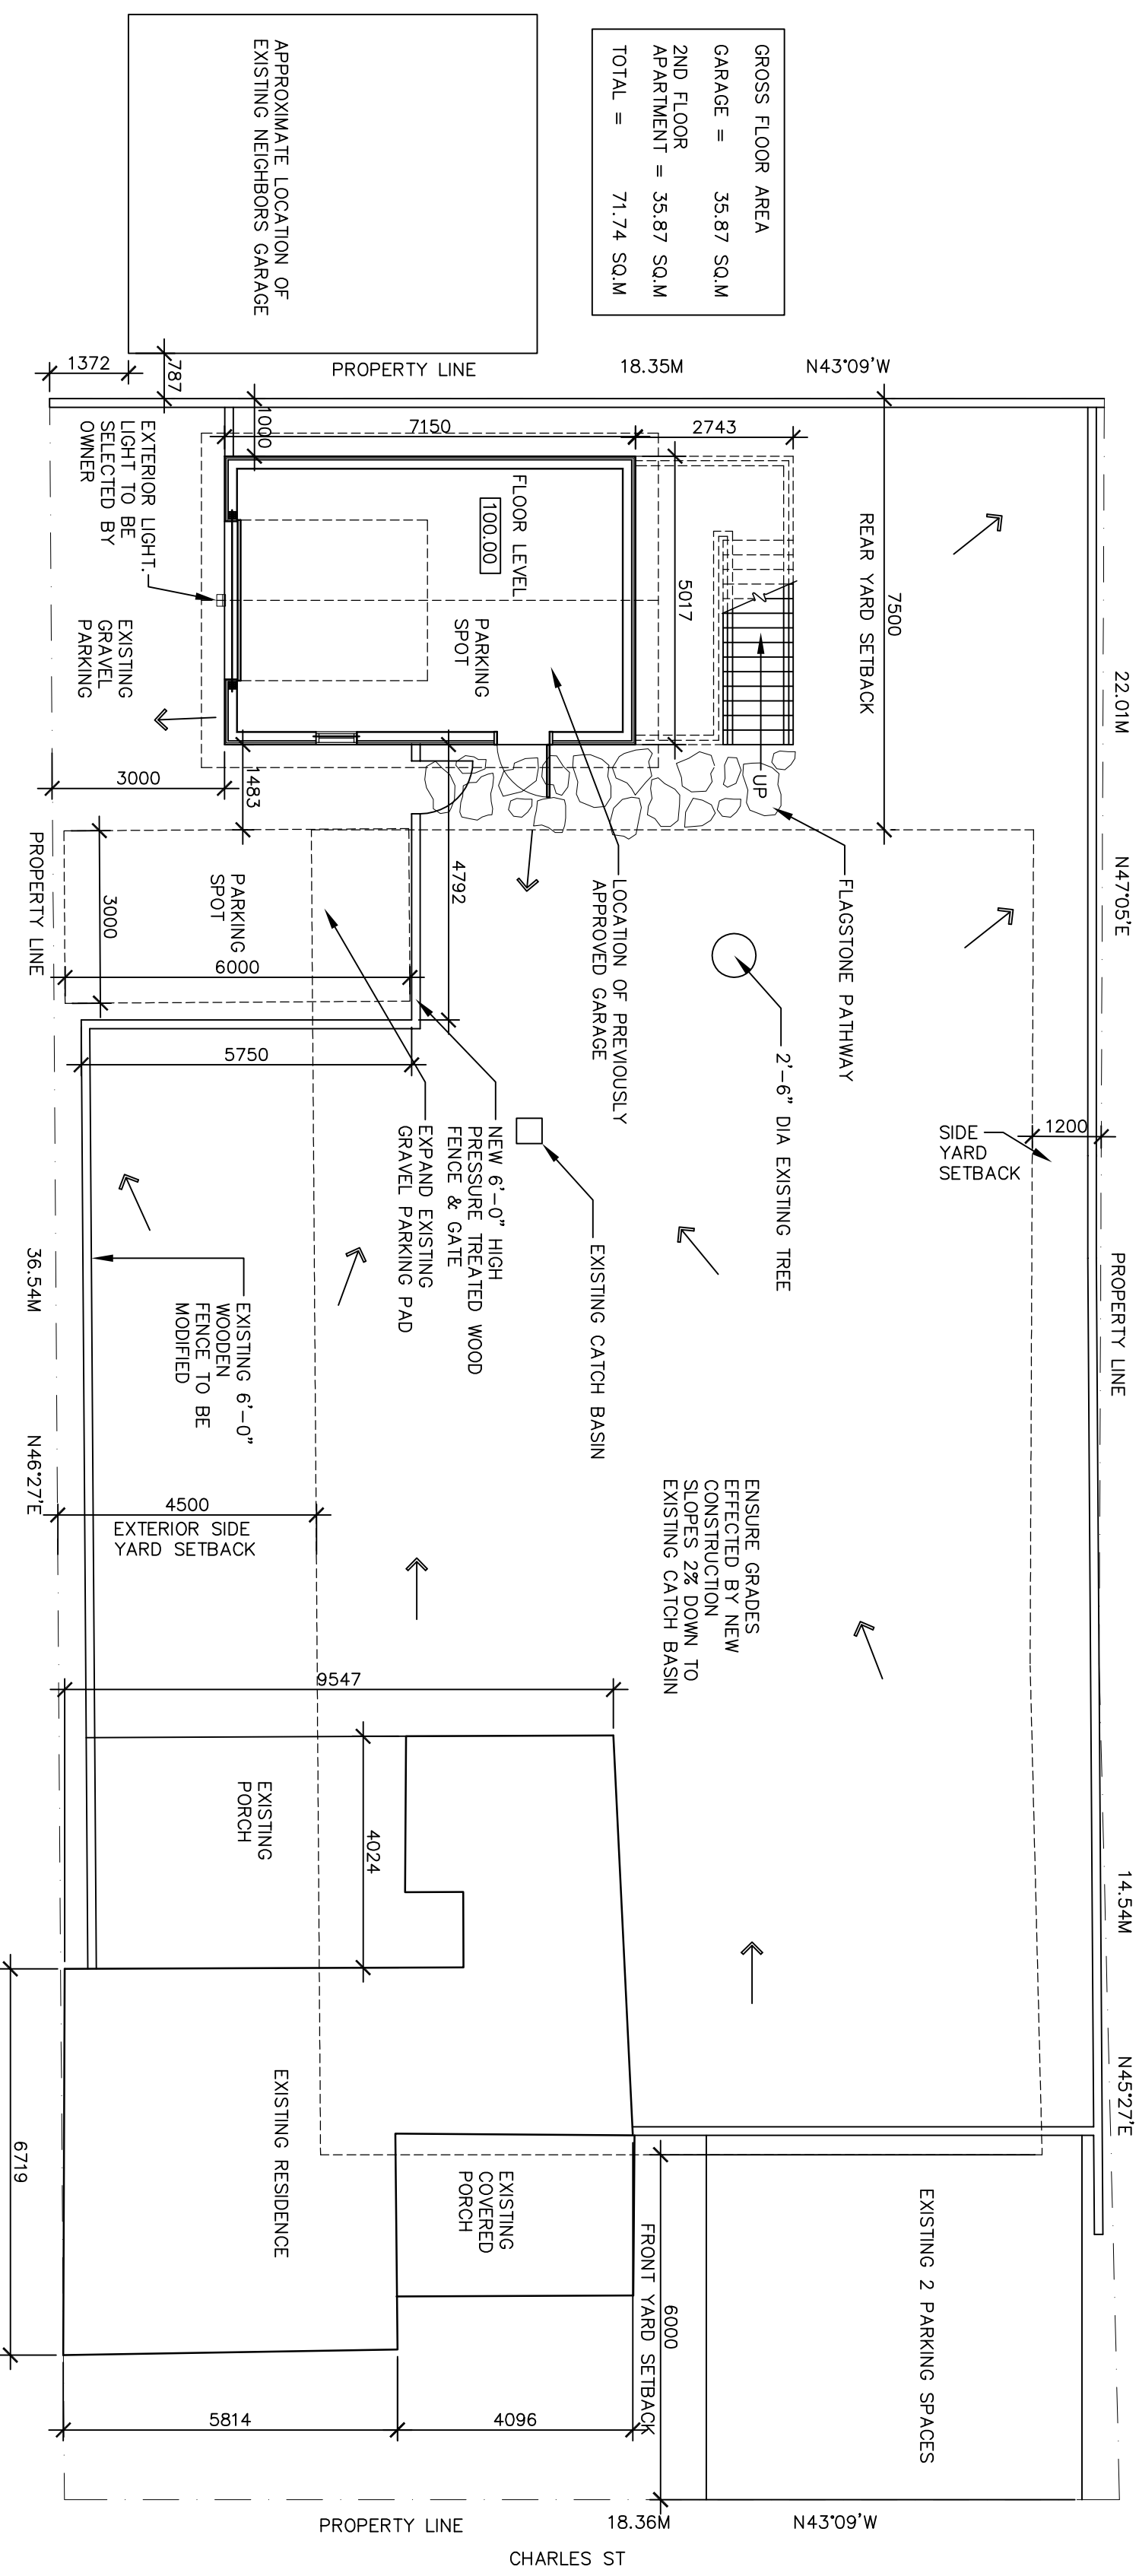 GROSS FLOOR AREA
GARAGE = 35.87 SQ.M
2ND FLOOR
APARTMENT = 35.87 SQ.M
TOTAL = 71.74 SQ.M
APPROXIMATE LOCATION OF
EXISTING NEIGHBORS GARAGE
1372
787
PROPERTY LINE
18.35M
N43°09'W
1000
7150
2743
EXTERIOR LIGHT.
LIGHT TO BE
SELECTED BY
OWNER
EXISTING
GRAVEL
PARKING
FLOOR LEVEL
100.00
PARKING
SPOT
5017
UP
REAR YARD SETBACK
7500
22.01M
N47°05'E
PROPERTY LINE
3000
1483
PROPERTY LINE
3000
PARKING
SPOT
6000
4792
5750
LOCATION OF PREVIOUSLY
APPROVED GARAGE
FLAGSTONE PATHWAY
2'-6" DIA EXISTING TREE
SIDE
YARD
SETBACK
1200
NEW 6'-0" HIGH
PRESSURE TREATED WOOD
FENCE & GATE
EXPAND EXISTING
GRAVEL PARKING PAD
EXISTING CATCH BASIN
EXISTING 6'-0"
WOODEN
FENCE TO BE
MODIFIED
36.54M
N46°27'E
4500
EXTERIOR SIDE
YARD SETBACK
ENSURE GRADES
EFFECTED BY NEW
CONSTRUCTION
SLOPES 2% DOWN TO
EXISTING CATCH BASIN
9547
4024
EXISTING
PORCH
14.54M
N45°27'E
6719
EXISTING RESIDENCE
EXISTING
COVERED
PORCH
FRONT YARD SETBACK
6000
EXISTING 2 PARKING SPACES
5814
4096
PROPERTY LINE
18.36M
N43°09'W
CHARLES ST